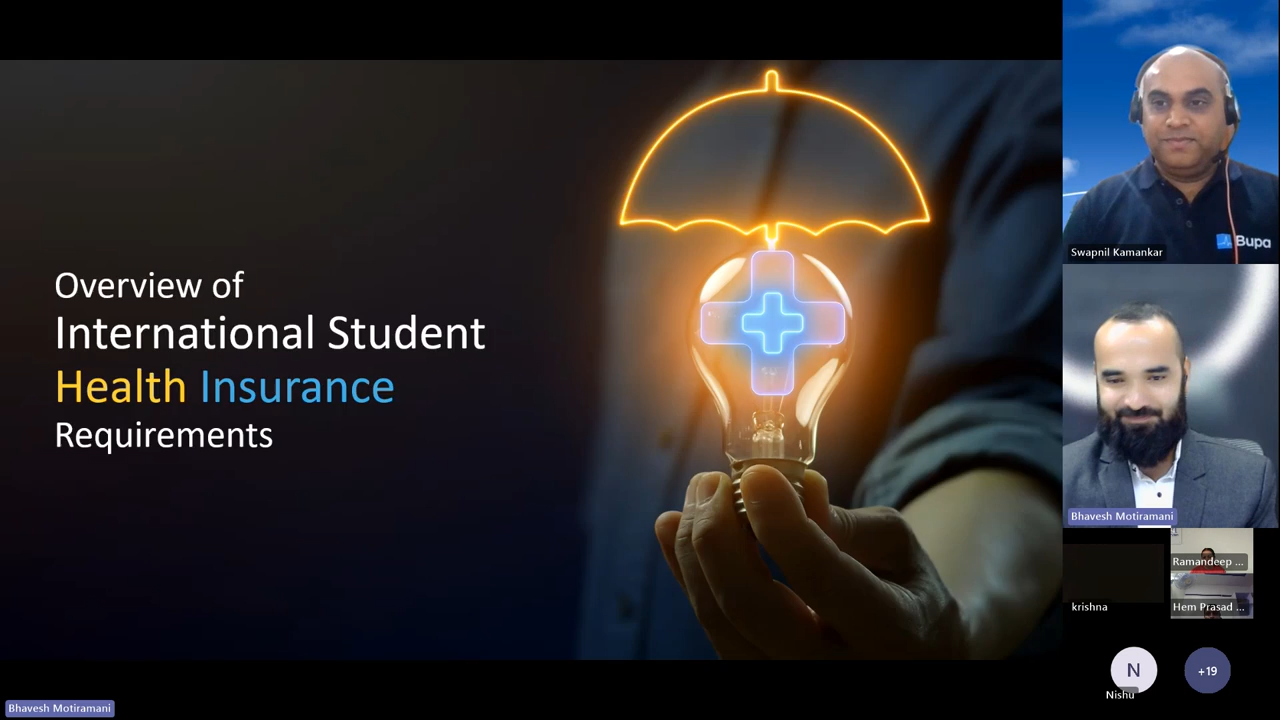 Overview of
International Student
Health Insurance
Requirements
Bupa
Swapnil Kamankar
Bhavesh Motiramani
Ramandeep ...
krishna
Hem Prasad ...
N
+19
Nishu
Bhavesh Motiramani